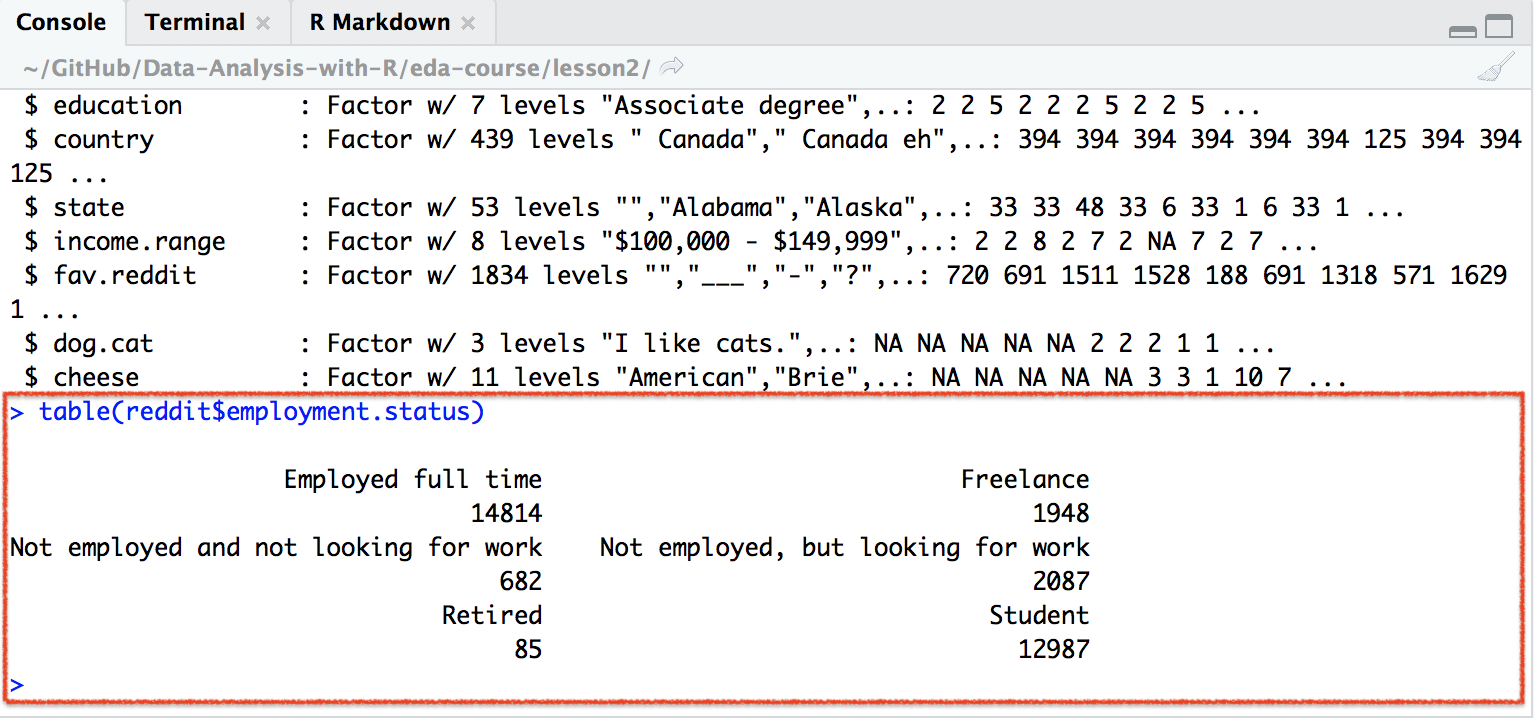 Console Terminal R Markdown
~/GitHub/Data-Analysis-with-R/eda-course/lesson2/
$ education : Factor w/ 7 levels "Associate degree",..: 2 2 5 2 2 2 5 2 2 5 ...
$ country : Factor w/ 439 levels " Canada"," Canada eh",..: 394 394 394 394 394 394 125 394 394
125 ...
$ state : Factor w/ 53 levels "","Alabama","Alaska",..: 33 33 48 33 6 33 1 6 33 1 ...
$ income.range : Factor w/ 8 levels "$100,000 - $149,999",..: 2 2 8 2 7 2 NA 7 2 7 ...
$ fav.reddit : Factor w/ 1834 levels "","___","-","?",..: 720 691 1511 1528 188 691 1318 571 1629
1 ...
$ dog.cat : Factor w/ 3 levels "I like cats.",..: NA NA NA NA NA 2 2 2 1 1 ...
$ cheese : Factor w/ 11 levels "American","Brie",..: NA NA NA NA NA 3 3 1 10 7 ...
> table(reddit$employment.status)
Employed full time Freelance
14814 1948
Not employed and not looking for work Not employed, but looking for work
682 2087
Retired Student
85 12987
>